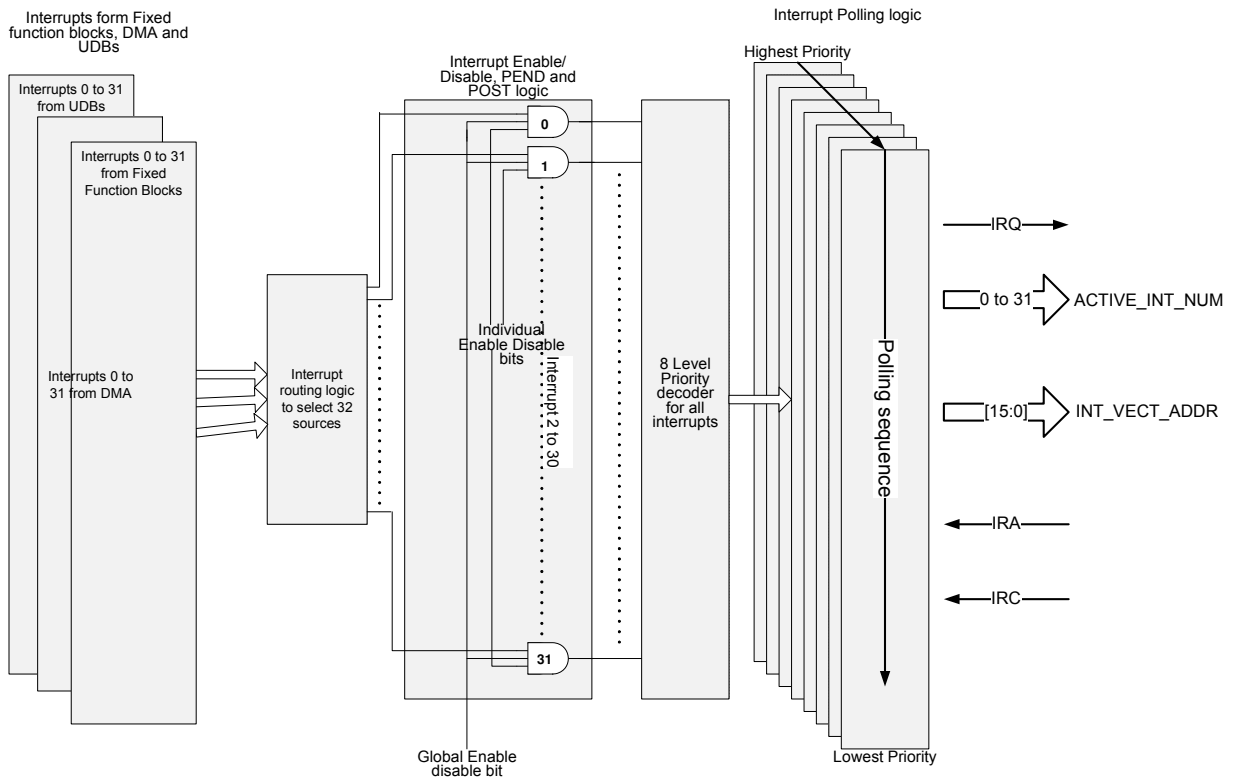 Interrupts form Fixed
function blocks, DMA and
UDBs
Interrupts 0 to 31
from UDBs
Interrupts 0 to 31
from Fixed
Function Blocks
Interrupts 0 to
31 from DMA
Interrupt
routing logic
to select 32
sources
Interrupt Enable/
Disable, PEND and
POST logic
0
1
Individual
Enable Disable
bits
Interrupt 2 to 30
31
Global Enable
disable bit
8 Level
Priority
decoder
for all
interrupts
Interrupt Polling logic
Highest Priority
Polling sequence
Lowest Priority
IRQ
0 to 31
ACTIVE_INT_NUM
[15:0]
INT_VECT_ADDR
IRA
IRC